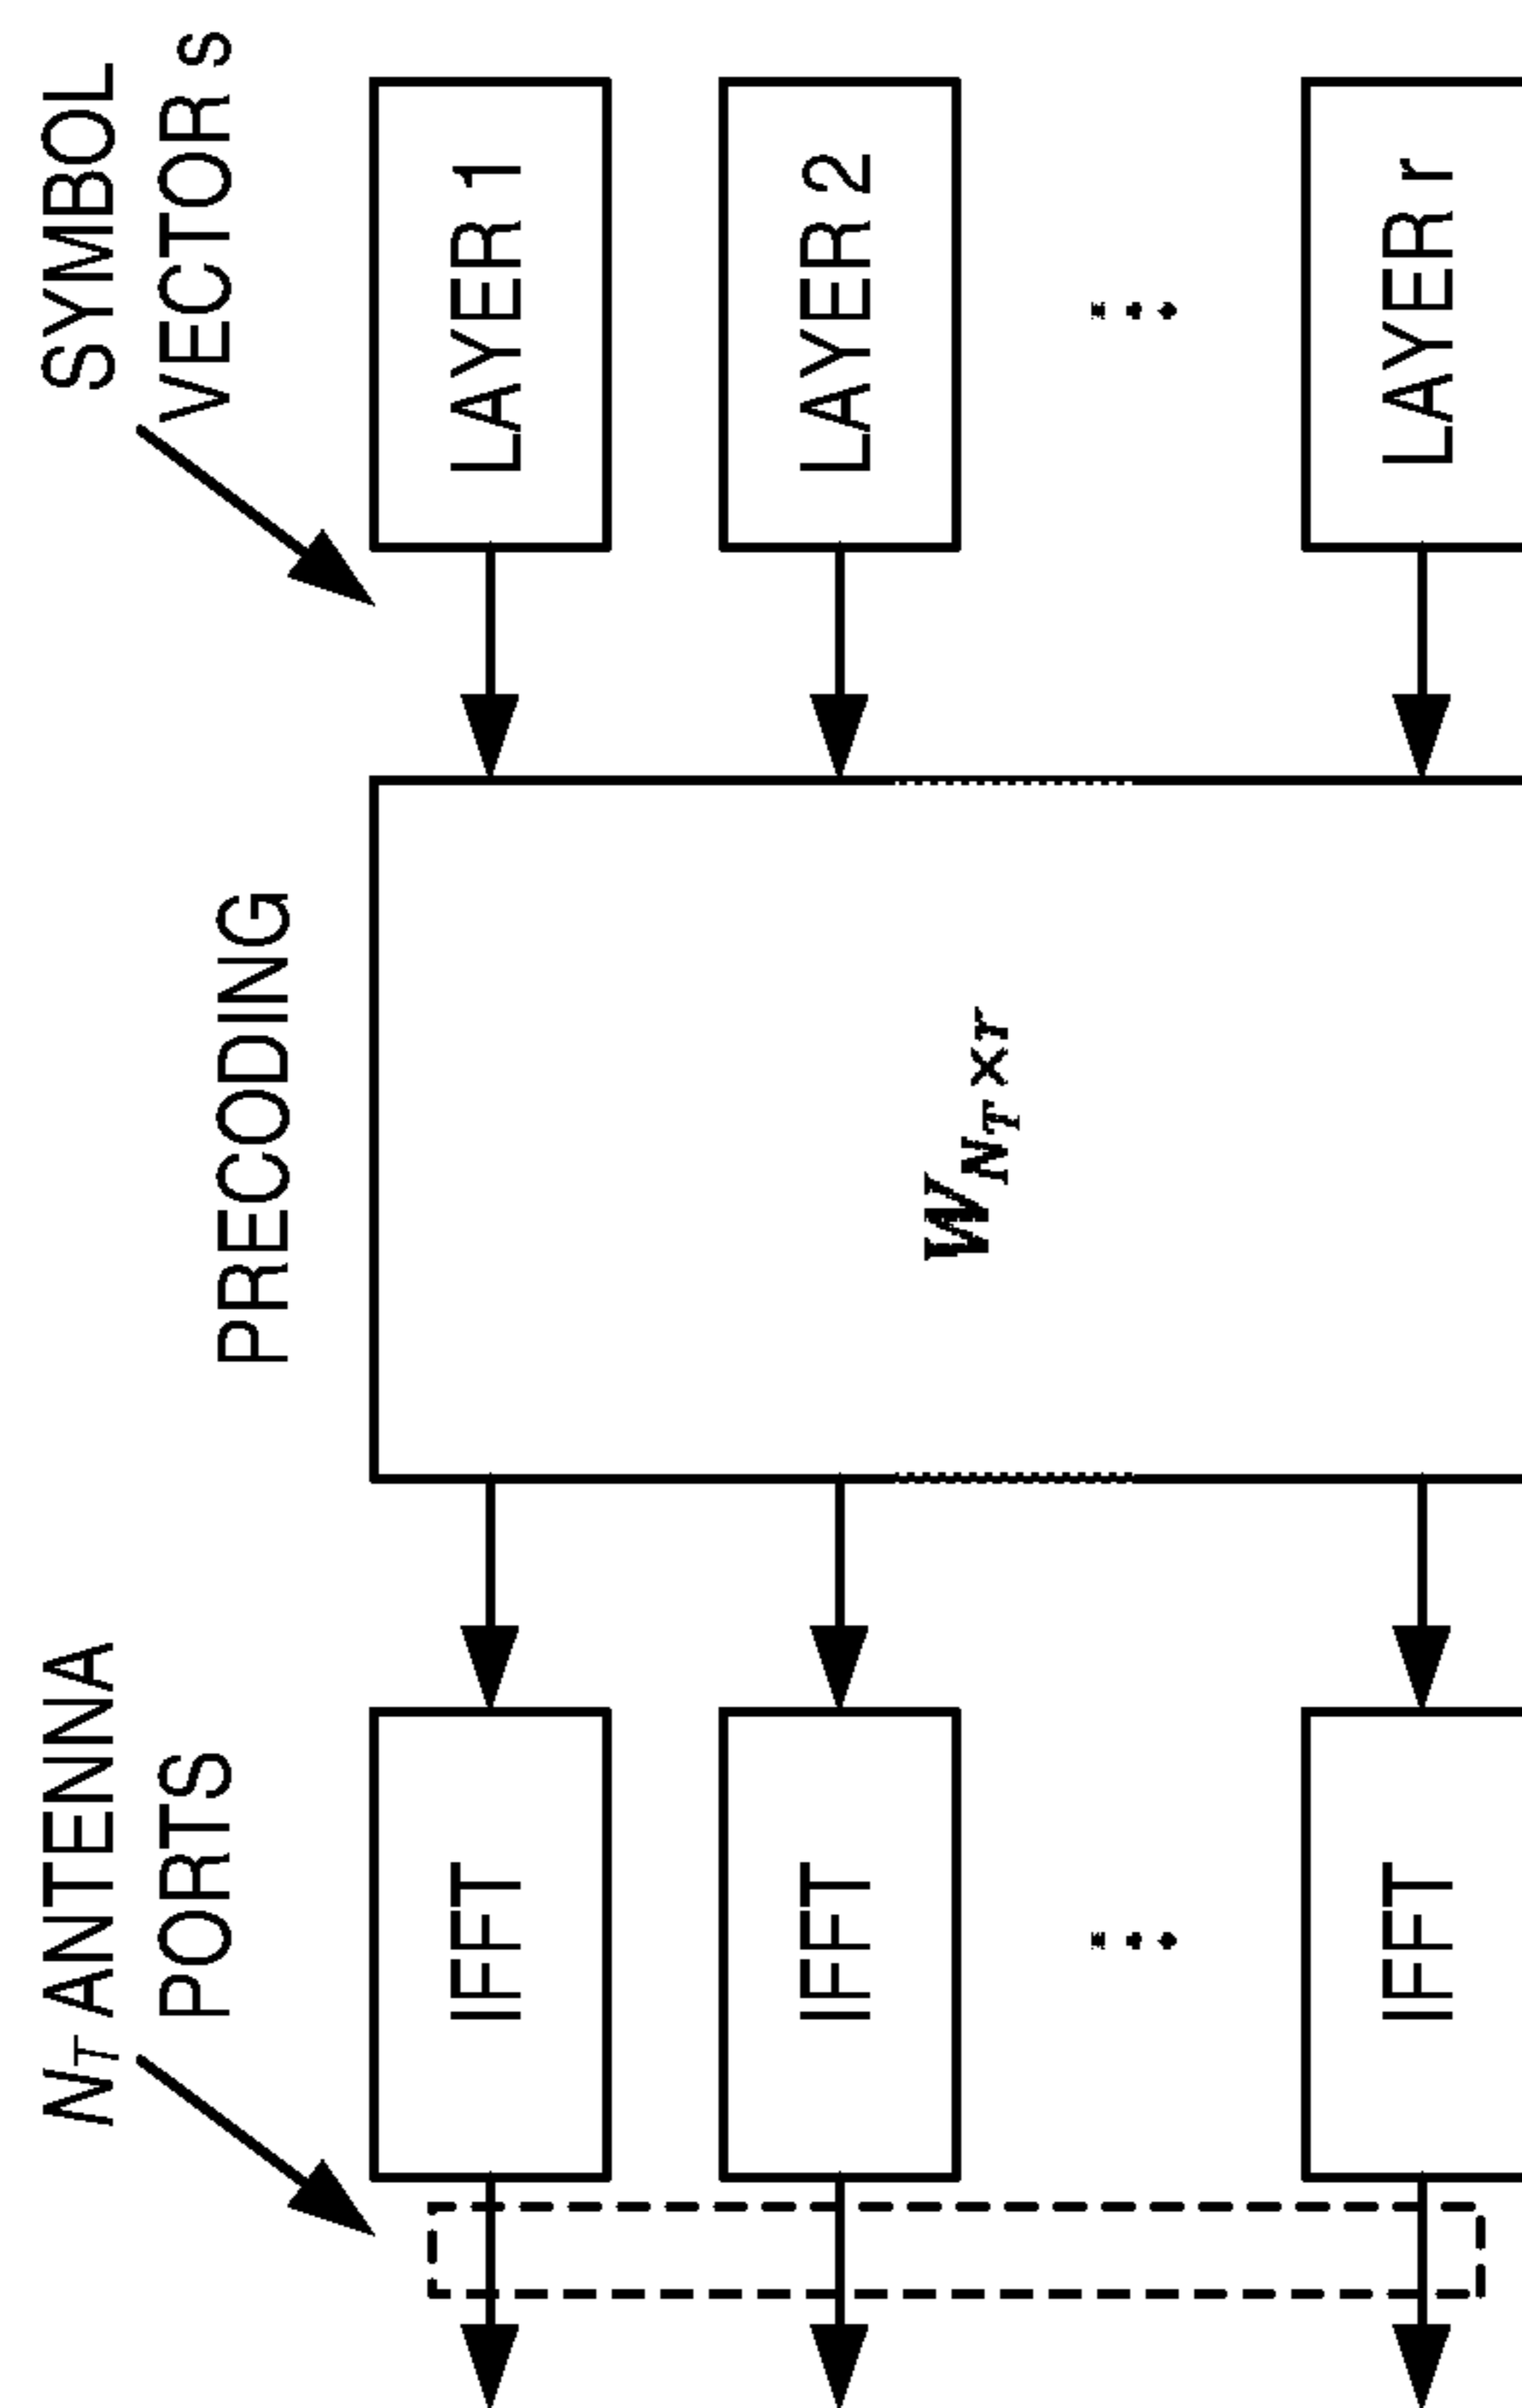 SYMBOL
VECTOR s
LAYER 1
LAYER 2
LAYER r
PRECODING
W_{N_T×r}
N_T ANTENNA
PORTS
IFFT
IFFT
IFFT